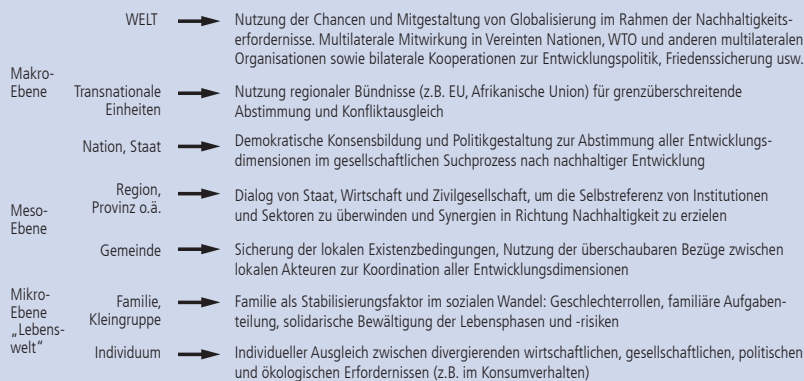 WELT
Nutzung der Chancen und Mitgestaltung von Globalisierung im Rahmen der Nachhaltigkeits-
erfordernisse. Multilaterale Mitwirkung in Vereinten Nationen, WTO und anderen multilateralen
Organisationen sowie bilaterale Kooperationen zur Entwicklungspolitik, Friedenssicherung usw.
Makro-
Ebene
Transnationale
Einheiten
Nutzung regionaler Bündnisse (z.B. EU, Afrikanische Union) für grenzüberschreitende
Abstimmung und Konfliktausgleich
Nation, Staat
Demokratische Konsensbildung und Politikgestaltung zur Abstimmung aller Entwicklungs-
dimensionen im gesellschaftlichen Suchprozess nach nachhaltiger Entwicklung
Meso-
Ebene
Region,
Provinz o.ä.
Dialog von Staat, Wirtschaft und Zivilgesellschaft, um die Selbstreferenz von Institutionen
und Sektoren zu überwinden und Synergien in Richtung Nachhaltigkeit zu erzielen
Gemeinde
Sicherung der lokalen Existenzbedingungen, Nutzung der überschaubaren Bezüge zwischen
lokalen Akteuren zur Koordination aller Entwicklungsdimensionen
Mikro-
Ebene
„Lebens-
welt“
Familie,
Kleingruppe
Familie als Stabilisierungsfaktor im sozialen Wandel: Geschlechterrollen, familiäre Aufgaben-
teilung, solidarische Bewältigung der Lebensphasen und -risiken
Individuum
Individueller Ausgleich zwischen divergierenden wirtschaftlichen, gesellschaftlichen, politischen
und ökologischen Erfordernissen (z.B. im Konsumverhalten)